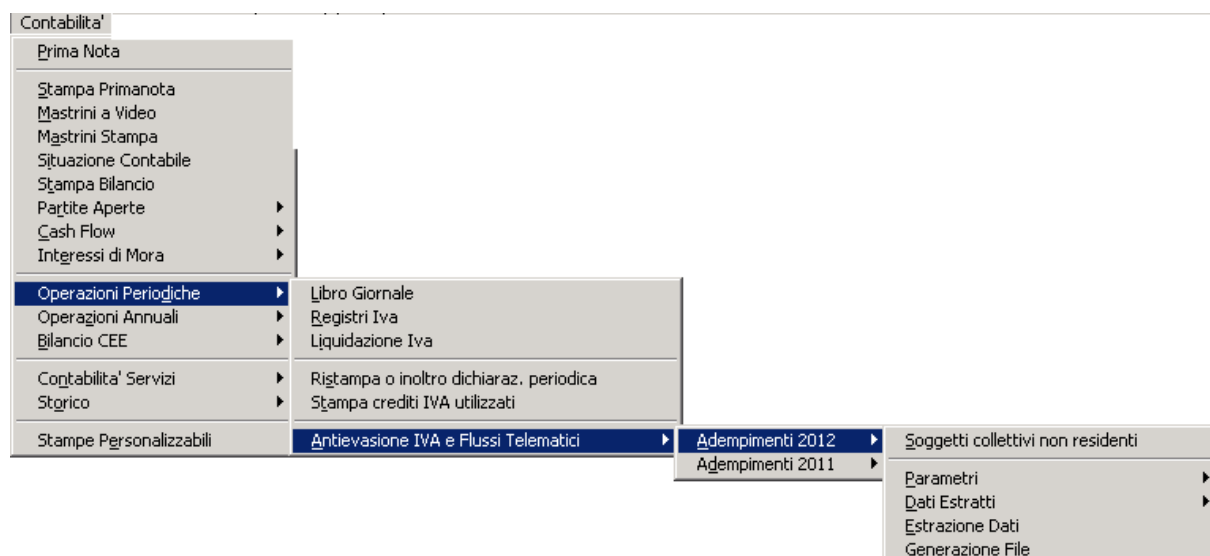 Contabilita'
Prima Nota
Stampa Primanota
Mastrini a Video
Mastrini Stampa
Situazione Contabile
Stampa Bilancio
Partite Aperte
Cash Flow
Interessi di Mora
Operazioni Periodiche
Operazioni Annuali
Bilancio CEE
Contabilita' Servizi
Storico
Stampe Personalizzabili
Libro Giornale
Registri Iva
Liquidazione Iva
Ristampa o inoltro dichiaraz. periodica
Stampa crediti IVA utilizzati
Antievasione IVA e Flussi Telematici
Adempimenti 2012
Adempimenti 2011
Soggetti collettivi non residenti
Parametri
Dati Estratti
Estrazione Dati
Generazione File